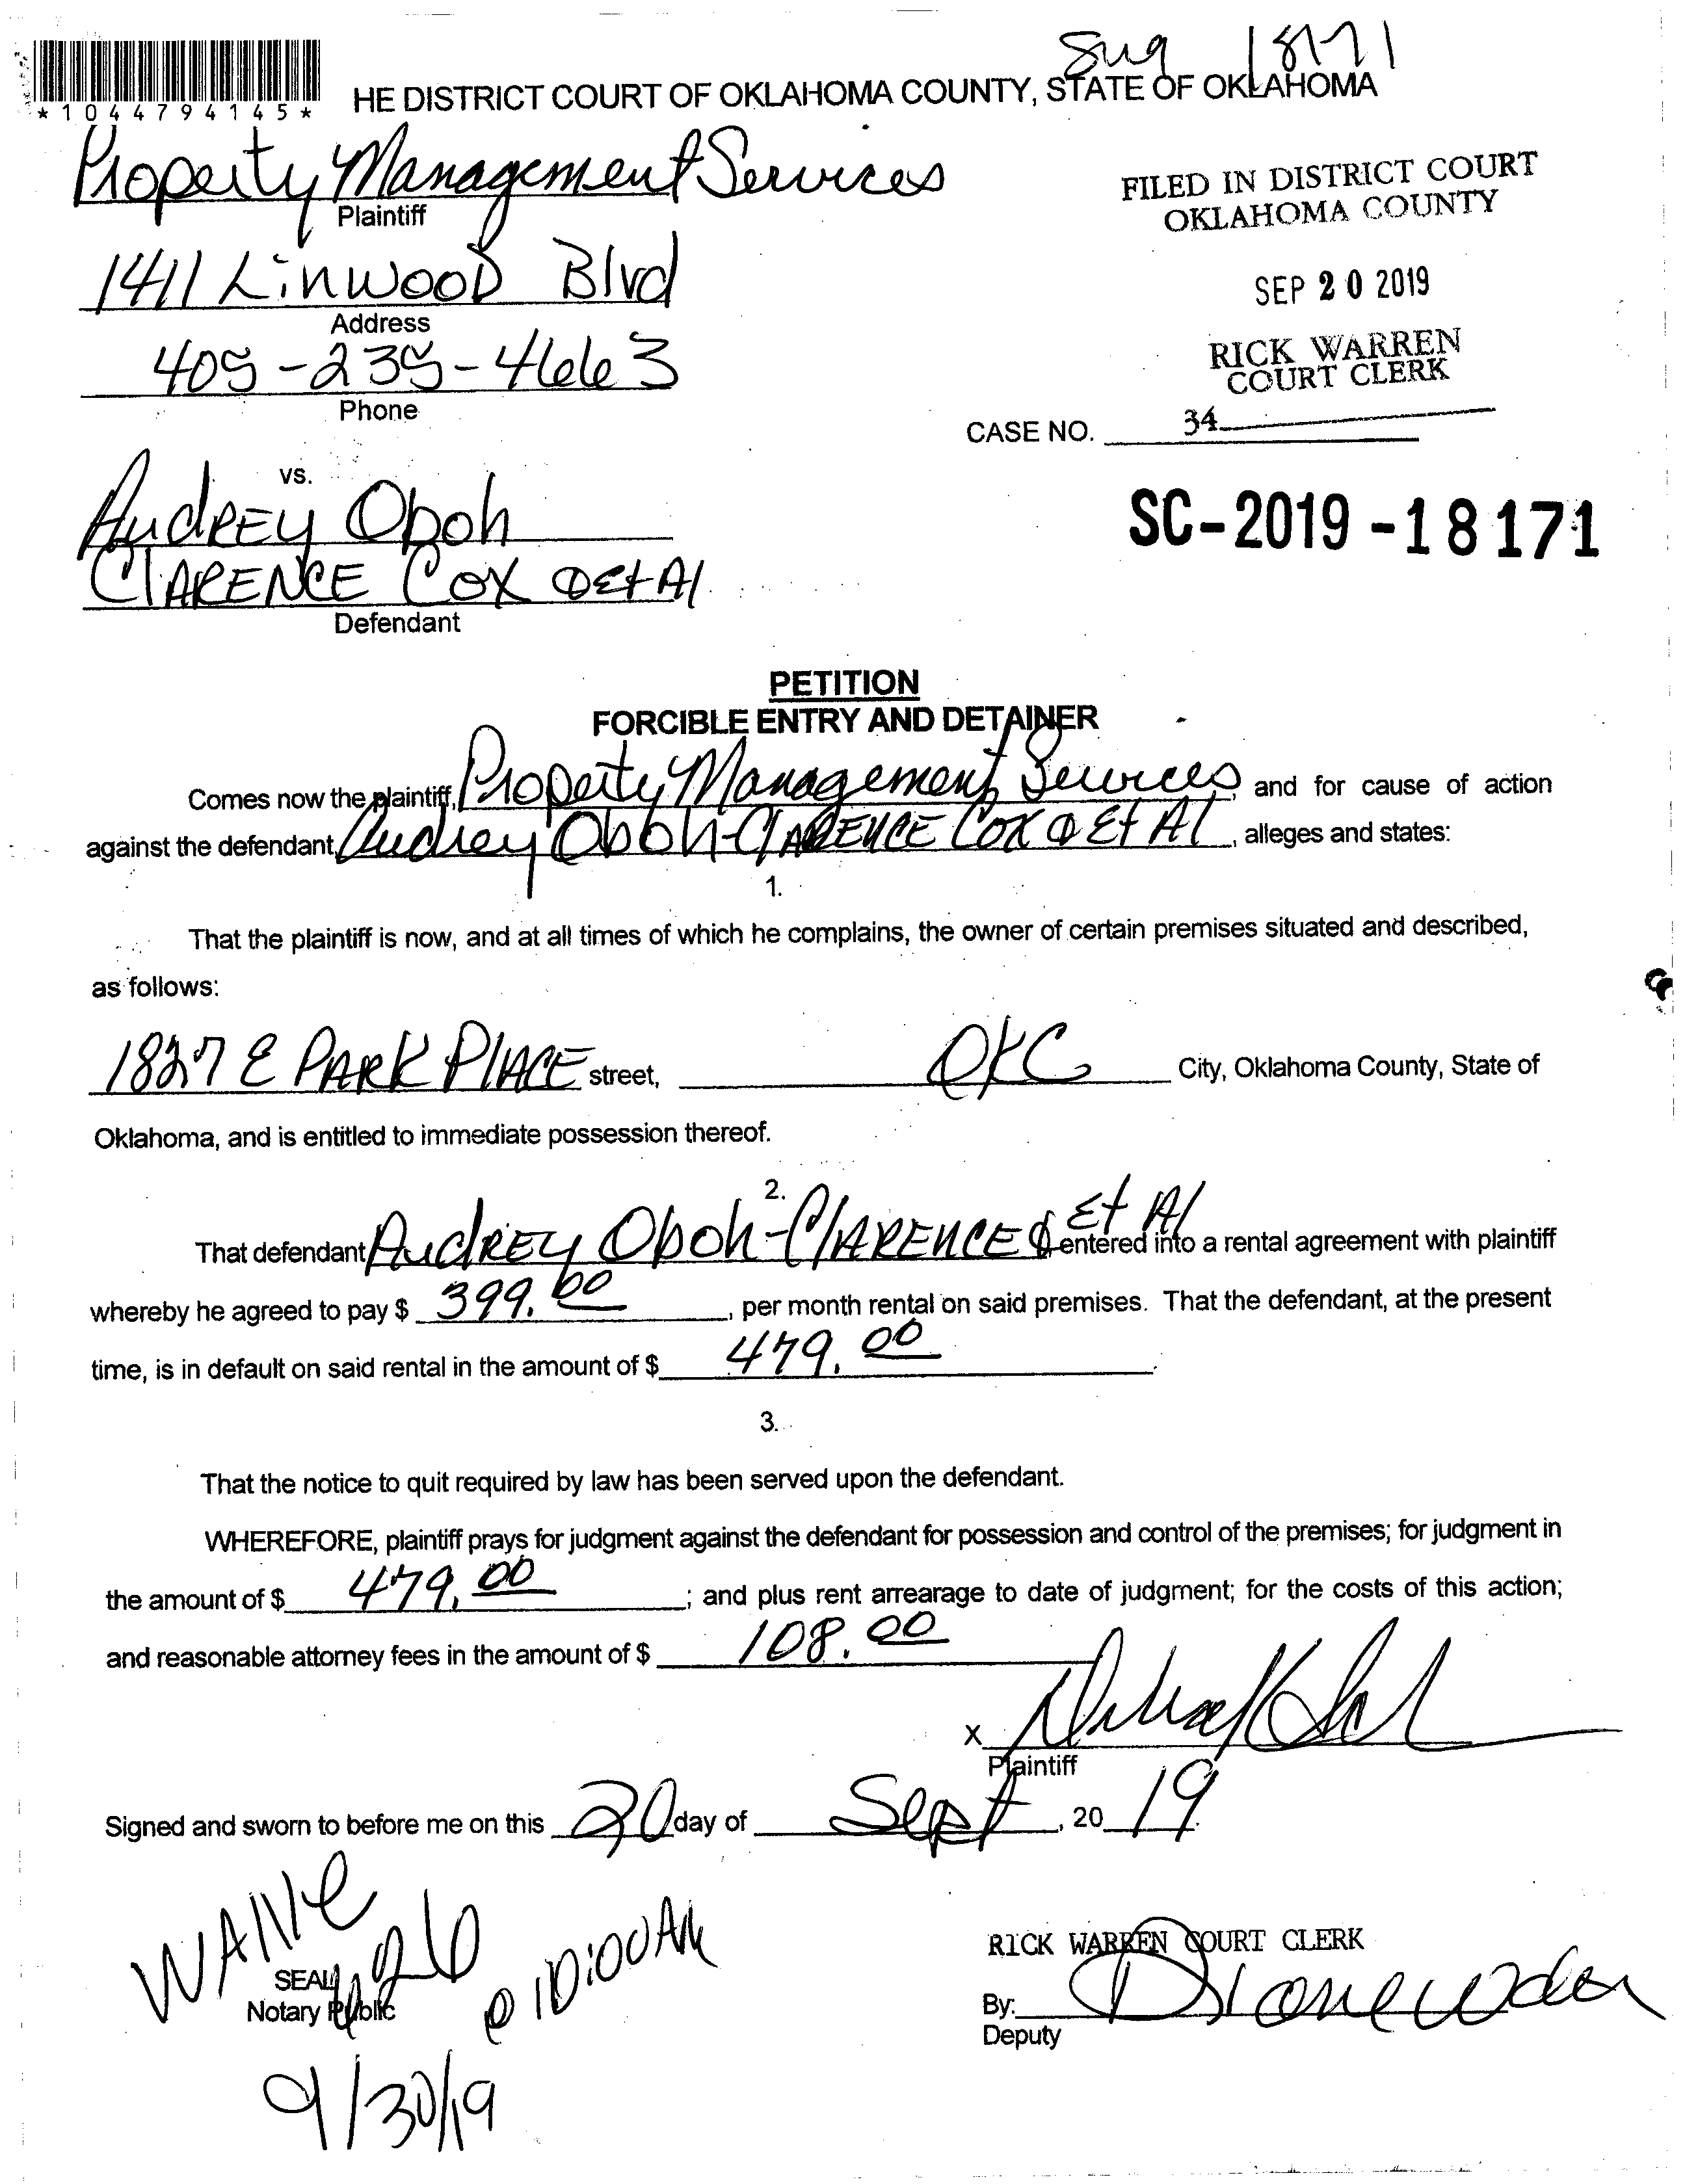 18171
*1044794145*
HE DISTRICT COURT OF OKLAHOMA COUNTY, STATE OF OKLAHOMA
Property Management Services
Plaintiff
FILED IN DISTRICT COURT
OKLAHOMA COUNTY
1411 Linwood Blvd
Address
SEP 20 2019
405-235-4663
Phone
RICK WARREN
COURT CLERK
34
CASE NO.
vs.
SC-2019-18171
Audrey Oboh
CLARENCE Cox Et Al
Defendant
PETITION
FORCIBLE ENTRY AND DETAINER
Comes now the plaintiff, Property Management Services, and for cause of action
against the defendant, Audrey Oboh-CLARENCE Cox Et Al, alleges and states:
1.
That the plaintiff is now, and at all times of which he complains, the owner of certain premises situated and described,
as follows:
1827 E PARK PLACE street, OKC City, Oklahoma County, State of
Oklahoma, and is entitled to immediate possession thereof.
2.
That defendant Audrey Oboh-CLARENCE & Et Al entered into a rental agreement with plaintiff
whereby he agreed to pay $ 399.00, per month rental on said premises. That the defendant, at the present
time, is in default on said rental in the amount of $ 479.00.
3.
That the notice to quit required by law has been served upon the defendant.
WHEREFORE, plaintiff prays for judgment against the defendant for possession and control of the premises; for judgment in
the amount of $ 479.00; and plus rent arrearage to date of judgment; for the costs of this action;
and reasonable attorney fees in the amount of $ 108.00
X
Plaintiff
Signed and sworn to before me on this 20 day of Sept, 2019.
WAIVE
@ 10:00AM
RICK WARREN COURT CLERK
SEAL
Notary Public
By:
Deputy
9/30/19